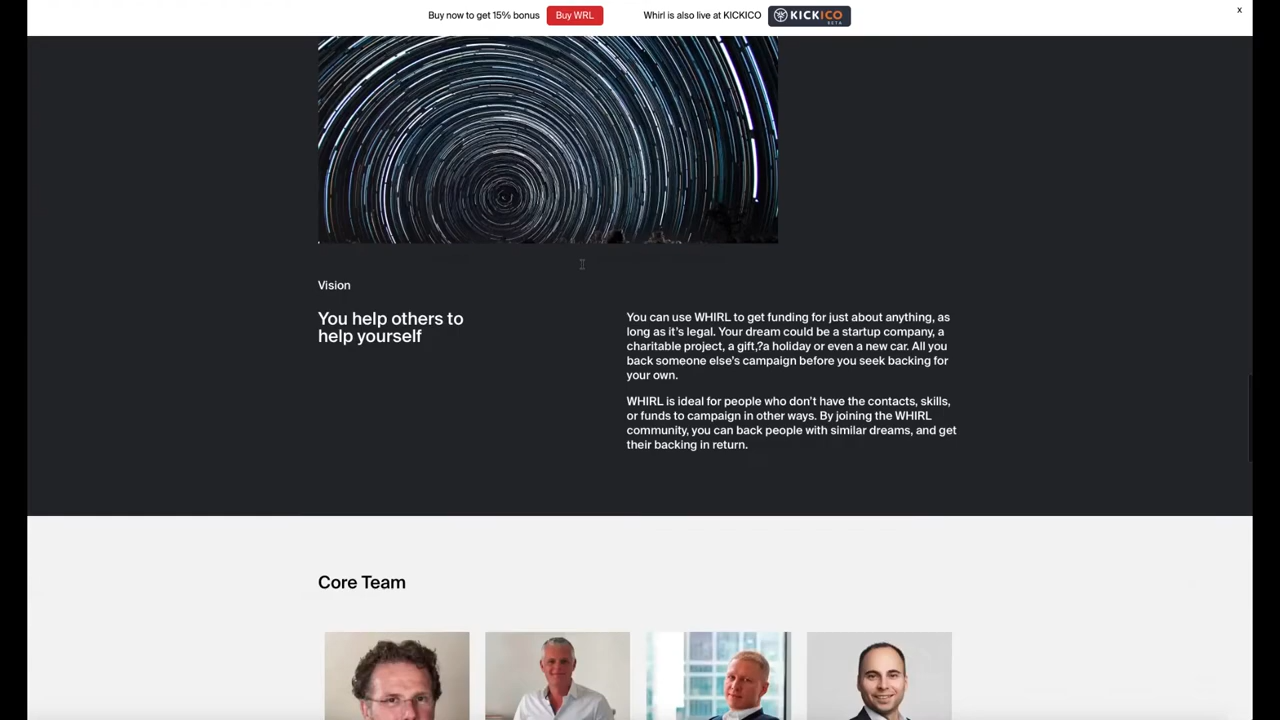 Buy now to get 15% bonus
Buy WRL
Whirl is also live at KICKICO
KICKICO
BETA
x
Vision
You help others to
help yourself
You can use WHIRL to get funding for just about anything, as
long as it's legal. Your dream could be a startup company, a
charitable project, a gift,?a holiday or even a new car. All you
back someone else's campaign before you seek backing for
your own.
WHIRL is ideal for people who don't have the contacts, skills,
or funds to campaign in other ways. By joining the WHIRL
community, you can back people with similar dreams, and get
their backing in return.
Core Team